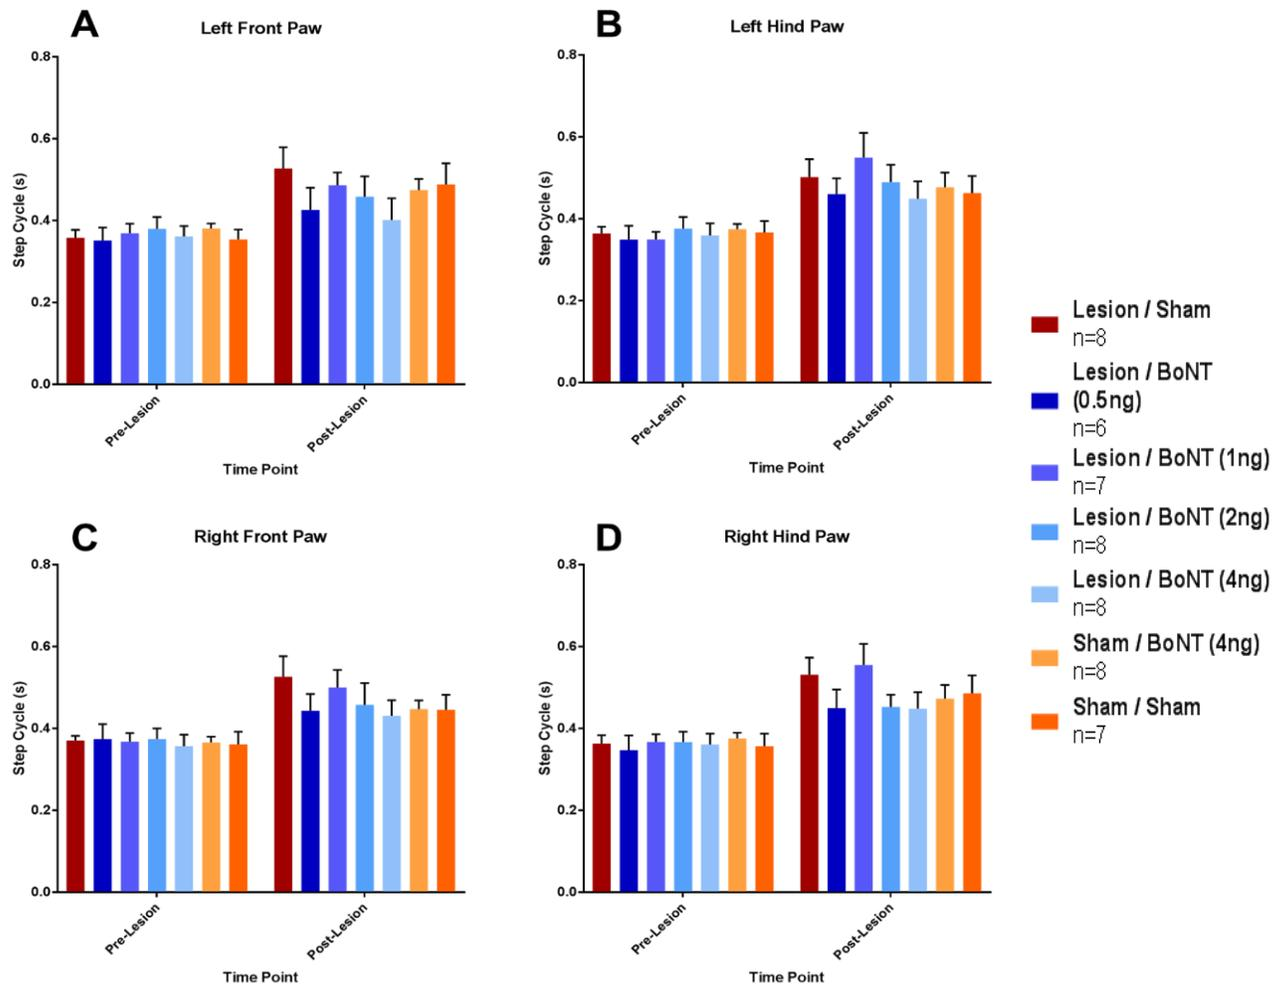 A
Left Front Paw
0.8
0.6
0.4
0.2
0.0
Step Cycle (s)
Pre-Lesion
Post-Lesion
Time Point
B
Left Hind Paw
0.8
0.6
0.4
0.2
0.0
Step Cycle (s)
Pre-Lesion
Post-Lesion
Time Point
C
Right Front Paw
0.8
0.6
0.4
0.2
0.0
Step Cycle (s)
Pre-Lesion
Post-Lesion
Time Point
D
Right Hind Paw
0.8
0.6
0.4
0.2
0.0
Step Cycle (s)
Pre-Lesion
Post-Lesion
Time Point
Lesion / Sham
n=8
Lesion / BoNT
(0.5ng)
n=6
Lesion / BoNT (1ng)
n=7
Lesion / BoNT (2ng)
n=8
Lesion / BoNT (4ng)
n=8
Sham / BoNT (4ng)
n=8
Sham / Sham
n=7